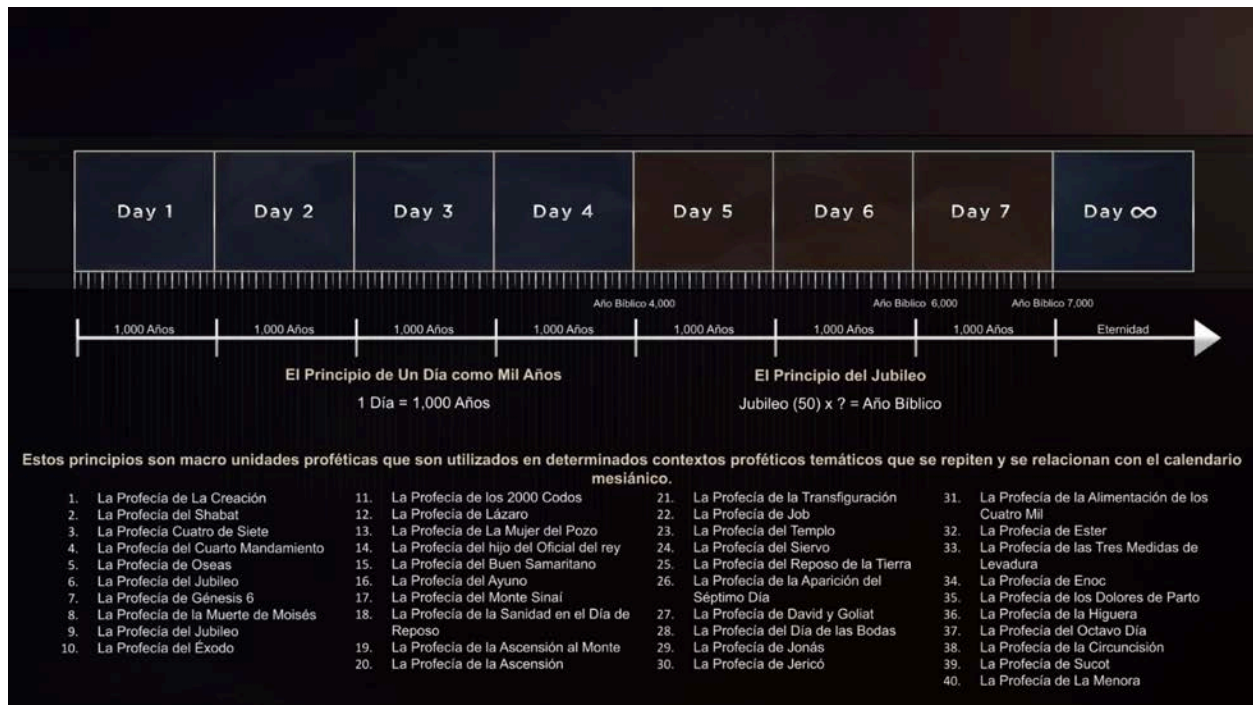 Day 1
Day 2
Day 3
Day 4
Day 5
Day 6
Day 7
Day ∞
Año Bíblico 4,000
Año Bíblico 6,000
Año Bíblico 7,000
1,000 Años
1,000 Años
1,000 Años
1,000 Años
1,000 Años
1,000 Años
1,000 Años
Eternidad
El Principio de Un Día como Mil Años
1 Día = 1,000 Años
El Principio del Jubileo
Jubileo (50) x ? = Año Bíblico
Estos principios son macro unidades proféticas que son utilizados en determinados contextos proféticos temáticos que se repiten y se relacionan con el calendario
mesiánico.
1. La Profecía de La Creación
2. La Profecía del Shabat
3. La Profecía Cuatro de Siete
4. La Profecía del Cuarto Mandamiento
5. La Profecía de Oseas
6. La Profecía del Jubileo
7. La Profecía de Génesis 6
8. La Profecía de la Muerte de Moisés
9. La Profecía del Jubileo
10. La Profecía del Éxodo
11. La Profecía de los 2000 Codos
12. La Profecía de Lázaro
13. La Profecía de La Mujer del Pozo
14. La Profecía del hijo del Oficial del rey
15. La Profecía del Buen Samaritano
16. La Profecía del Ayuno
17. La Profecía del Monte Sinaí
18. La Profecía de la Sanidad en el Día de
Reposo
19. La Profecía de la Ascensión al Monte
20. La Profecía de la Ascensión
21. La Profecía de la Transfiguración
22. La Profecía de Job
23. La Profecía del Templo
24. La Profecía del Siervo
25. La Profecía del Reposo de la Tierra
26. La Profecía de la Aparición del
Séptimo Día
27. La Profecía de David y Goliat
28. La Profecía del Día de las Bodas
29. La Profecía de Jonás
30. La Profecía de Jericó
31. La Profecía de la Alimentación de los
Cuatro Mil
32. La Profecía de Ester
33. La Profecía de las Tres Medidas de
Levadura
34. La Profecía de Enoc
35. La Profecía de los Dolores de Parto
36. La Profecía de la Higuera
37. La Profecía del Octavo Día
38. La Profecía de la Circuncisión
39. La Profecía de Sucot
40. La Profecía de La Menora